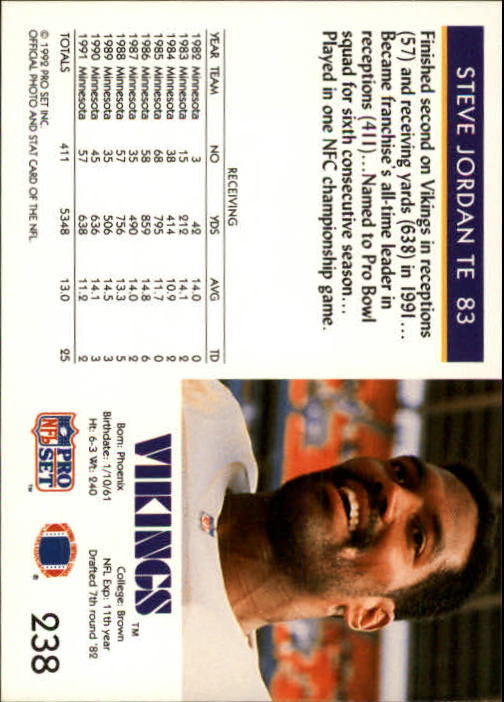 STEVE JORDAN TE 83
Finished second on Vikings in receptions
(57) and receiving yards (638) in 1991...
Became franchise's all-time leader in
receptions (411)...Named to Pro Bowl
squad for sixth consecutive season...
Played in one NFC championship game.
RECEIVING
YEAR TEAM NO YDS AVG TD
1982 Minnesota 3 42 14.0 0
1983 Minnesota 15 212 14.1 2
1984 Minnesota 38 414 10.9 2
1985 Minnesota 68 795 11.7 0
1986 Minnesota 58 859 14.8 6
1987 Minnesota 35 490 14.0 2
1988 Minnesota 57 756 13.3 5
1989 Minnesota 35 506 14.5 3
1990 Minnesota 45 636 14.1 3
1991 Minnesota 57 638 11.2 2
TOTALS 411 5348 13.0 25
© 1992 PRO SET INC.
OFFICIAL PHOTO AND STAT CARD OF THE NFL
VIKINGS™
Born: Phoenix College: Brown
Birthdate: 1/10/61 NFL Exp: 11th year
Ht: 6-3 Wt: 240 Drafted 7th round '82
PRO
NFL
SET™
®
238